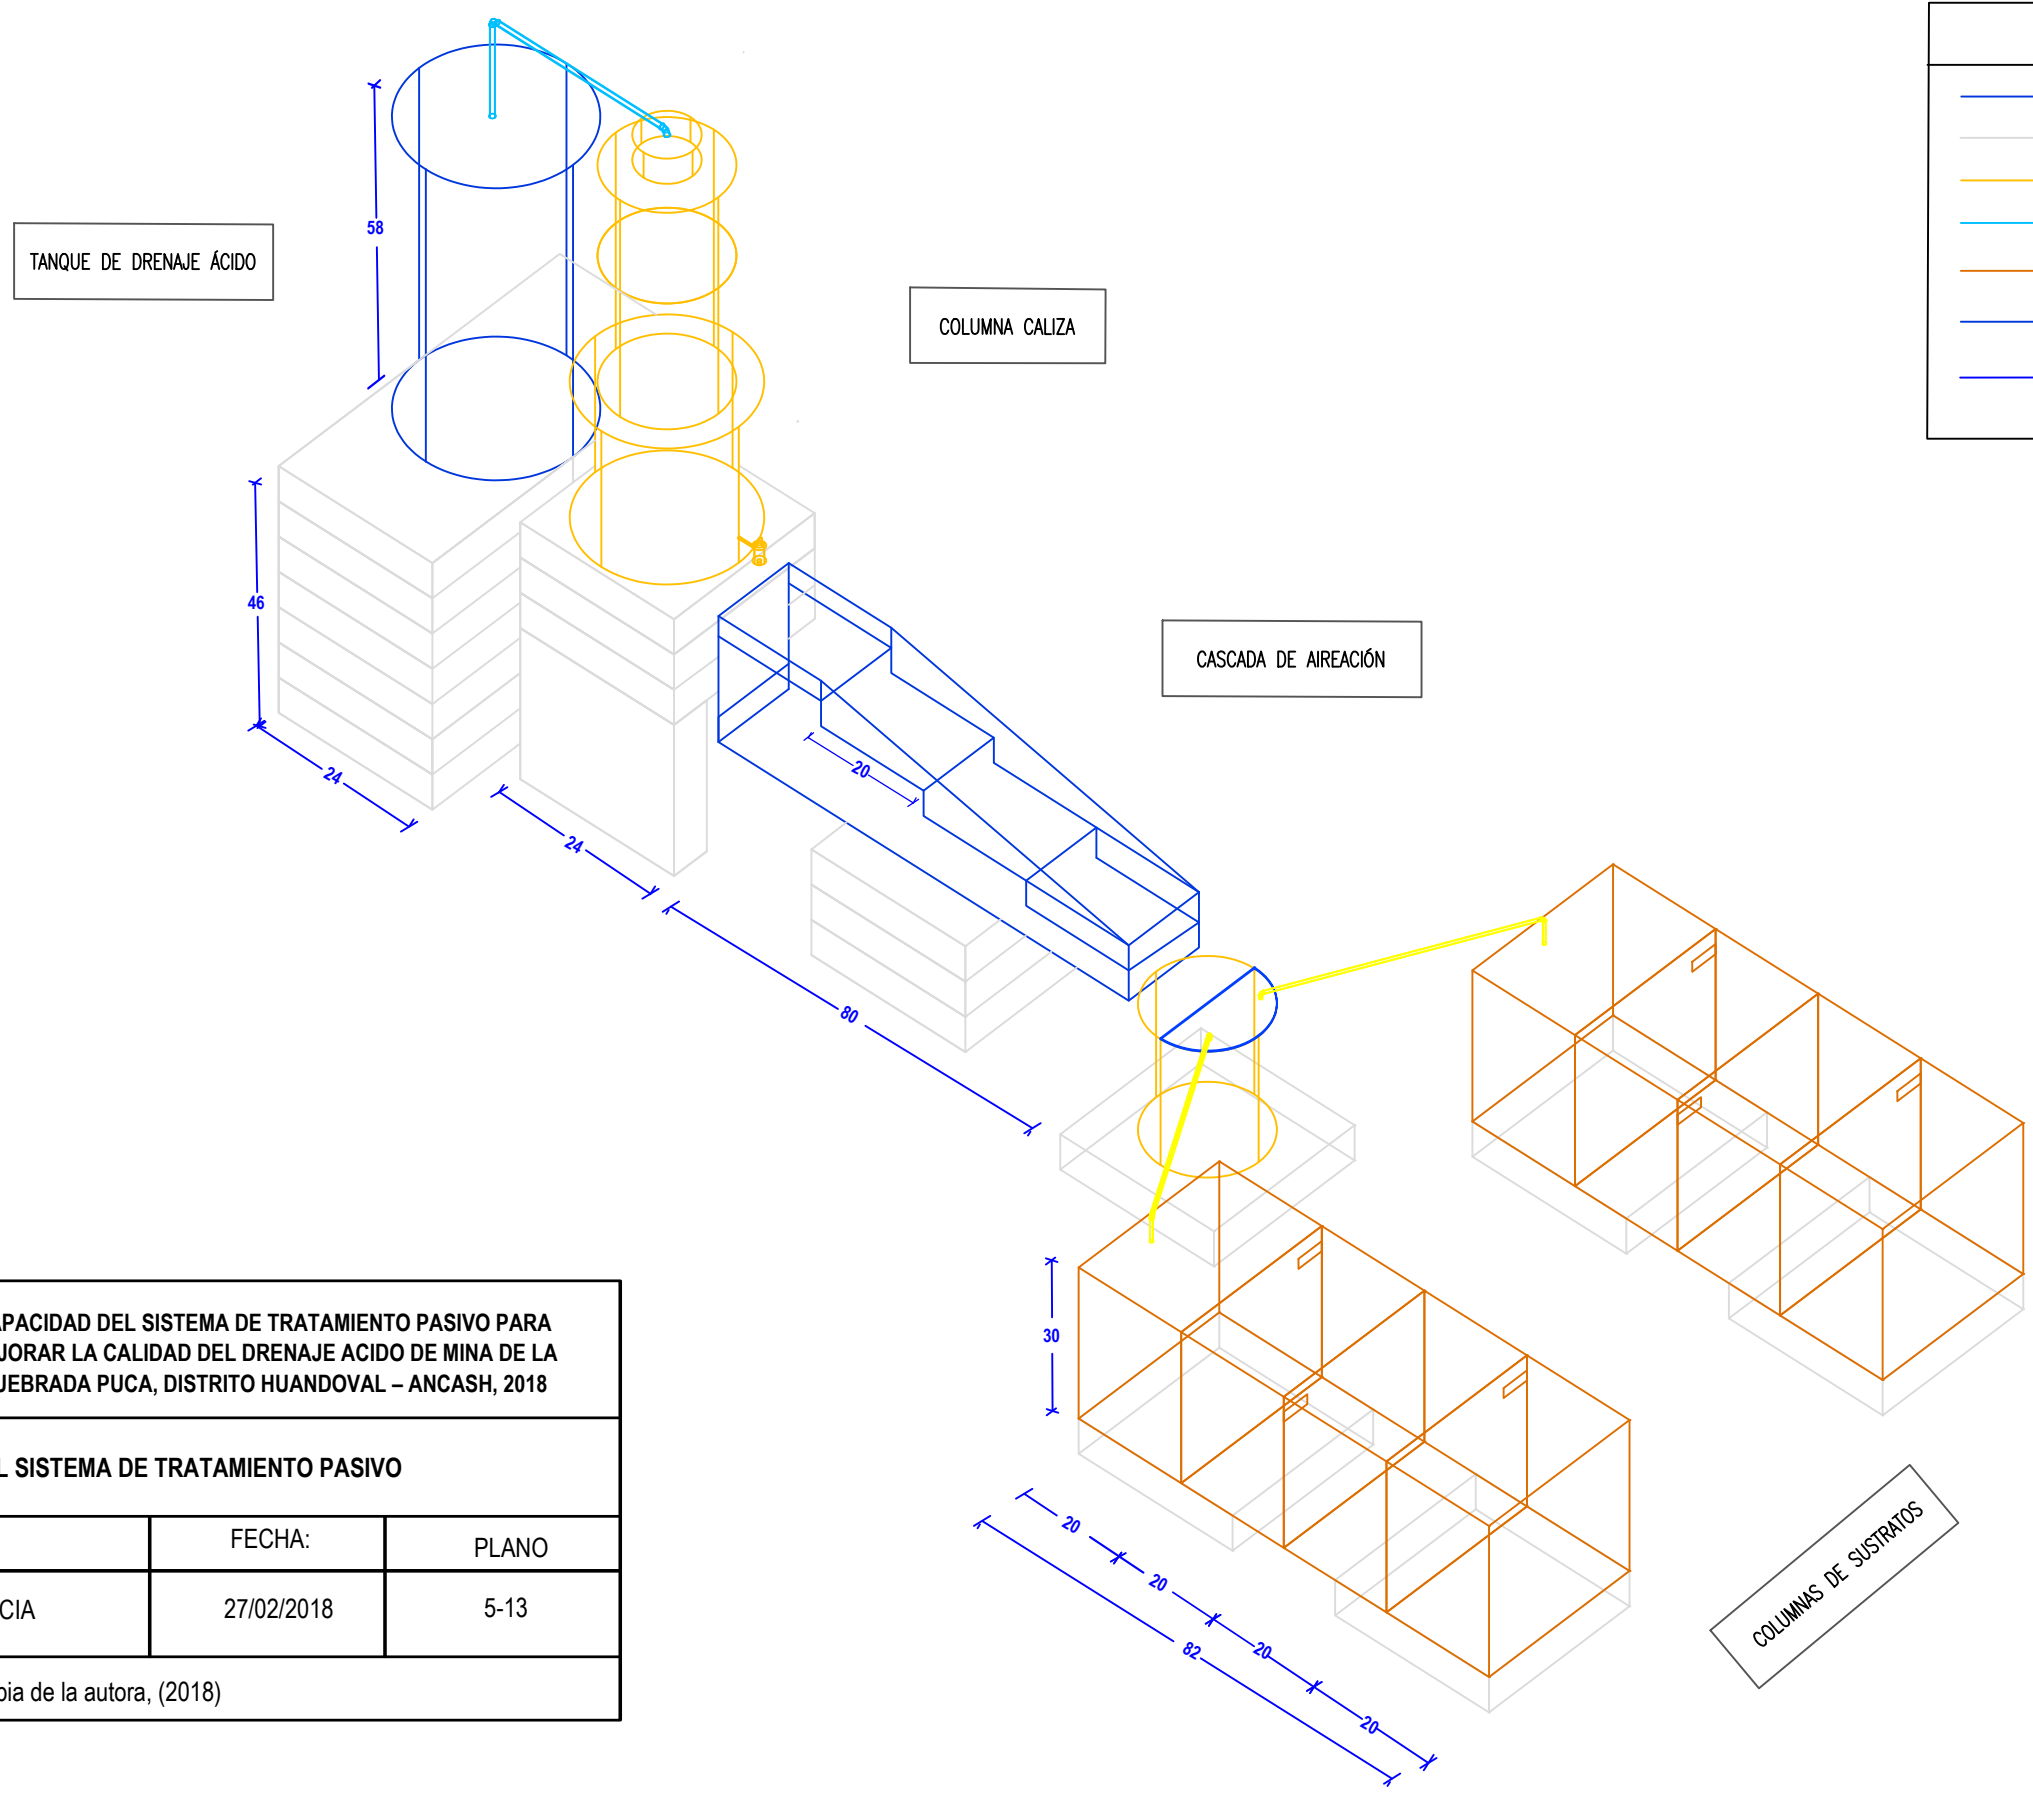 58
TANQUE DE DRENAJE ÁCIDO
COLUMNA CALIZA
46
CASCADA DE AIREACIÓN
20
24
24
80
30
20
20
20
20
82
COLUMNAS DE SUSTRATOS
APACIDAD DEL SISTEMA DE TRATAMIENTO PASIVO PARA
JORAR LA CALIDAD DEL DRENAJE ACIDO DE MINA DE LA
UEBRADA PUCA, DISTRITO HUANDOVAL – ANCASH, 2018
L SISTEMA DE TRATAMIENTO PASIVO
FECHA:
PLANO
CIA
27/02/2018
5-13
pia de la autora, (2018)